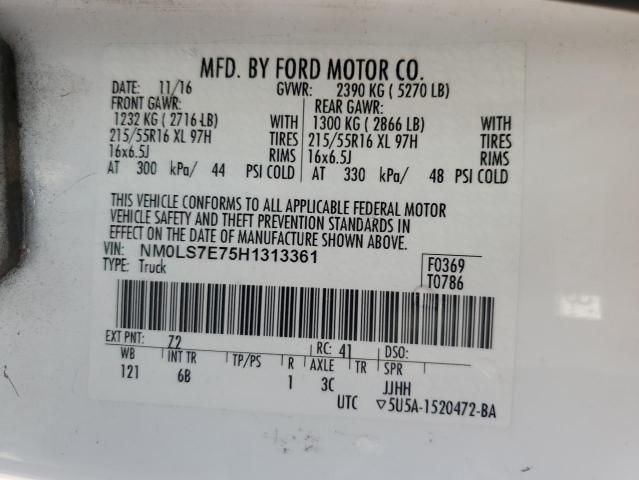 MFD. BY FORD MOTOR CO.
DATE: 11/16 GVWR: 2390 KG ( 5270 LB)
FRONT GAWR: REAR GAWR:
1232 KG ( 2716 LB) WITH 1300 KG ( 2866 LB) WITH
215/55R16 XL 97H TIRES 215/55R16 XL 97H TIRES
16x6.5J RIMS 16x6.5J RIMS
AT 300 kPa/ 44 PSI COLD AT 330 kPa/ 48 PSI COLD
THIS VEHICLE CONFORMS TO ALL APPLICABLE FEDERAL MOTOR
VEHICLE SAFETY AND THEFT PREVENTION STANDARDS IN
EFFECT ON DATE OF MANUFACTURE SHOWN ABOVE.
VIN: NM0LS7E75H1313361 F0369
TYPE: Truck T0786
EXT PNT: 72 RC: 41 DSO:
WB INT TR TP/PS R AXLE TR SPR
121 6B 1 3C JJHH
UTC ▽5U5A-1520472-BA